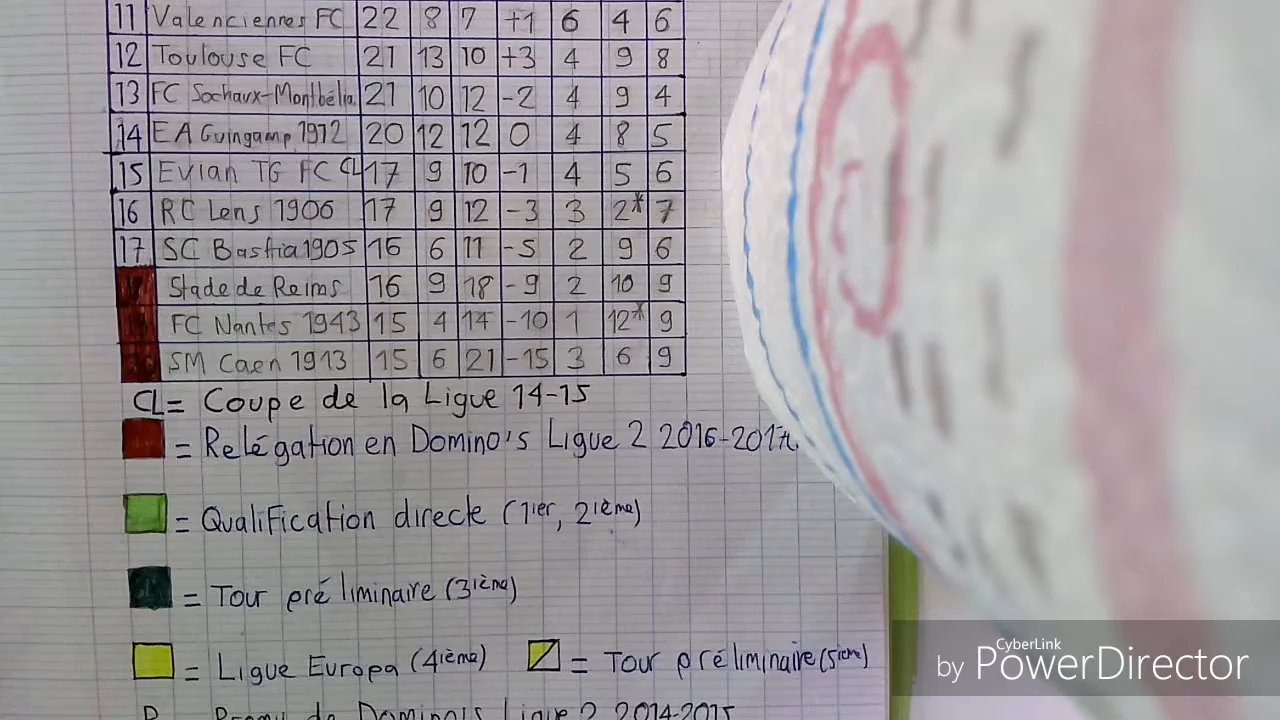 11 Valenciennes FC 22 8 7 +1 6 4 6
12 Toulouse FC 21 13 10 +3 4 9 8
13 FC Sochaux-Montbélia. 21 10 12 -2 4 9 4
14 EA Guingamp 1912 20 12 12 0 4 8 5
15 Evian TG FC CL 17 9 10 -1 4 5 6
16 RC Lens 1906 17 9 12 -3 3 2* 7
17 SC Bastia 1905 16 6 11 -5 2 9 6
Stade de Reims 16 9 18 -9 2 10 9
FC Nantes 1943 15 4 14 -10 1 12* 9
SM Caen 1913 15 6 21 -15 3 6 9
CL = Coupe de la Ligue 14-15
= Relégation en Domino's Ligue 2 2016-2017
= Qualification directe (1ier, 2ième)
= Tour préliminaire (3ième)
= Ligue Europa (4ième) = Tour préliminaire (5ième)
Domino's Ligue 2 2014-2015
CyberLink
by PowerDirector